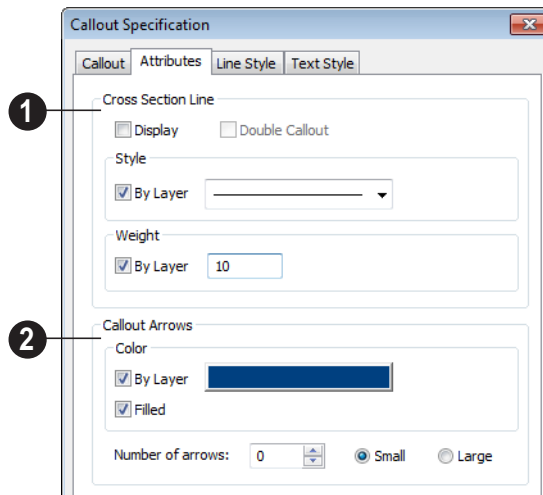 Callout Specification
Callout Attributes Line Style Text Style
1 Cross Section Line
Display Double Callout
Style
By Layer
Weight
By Layer 10
2 Callout Arrows
Color
By Layer
Filled
Number of arrows: 0 Small Large